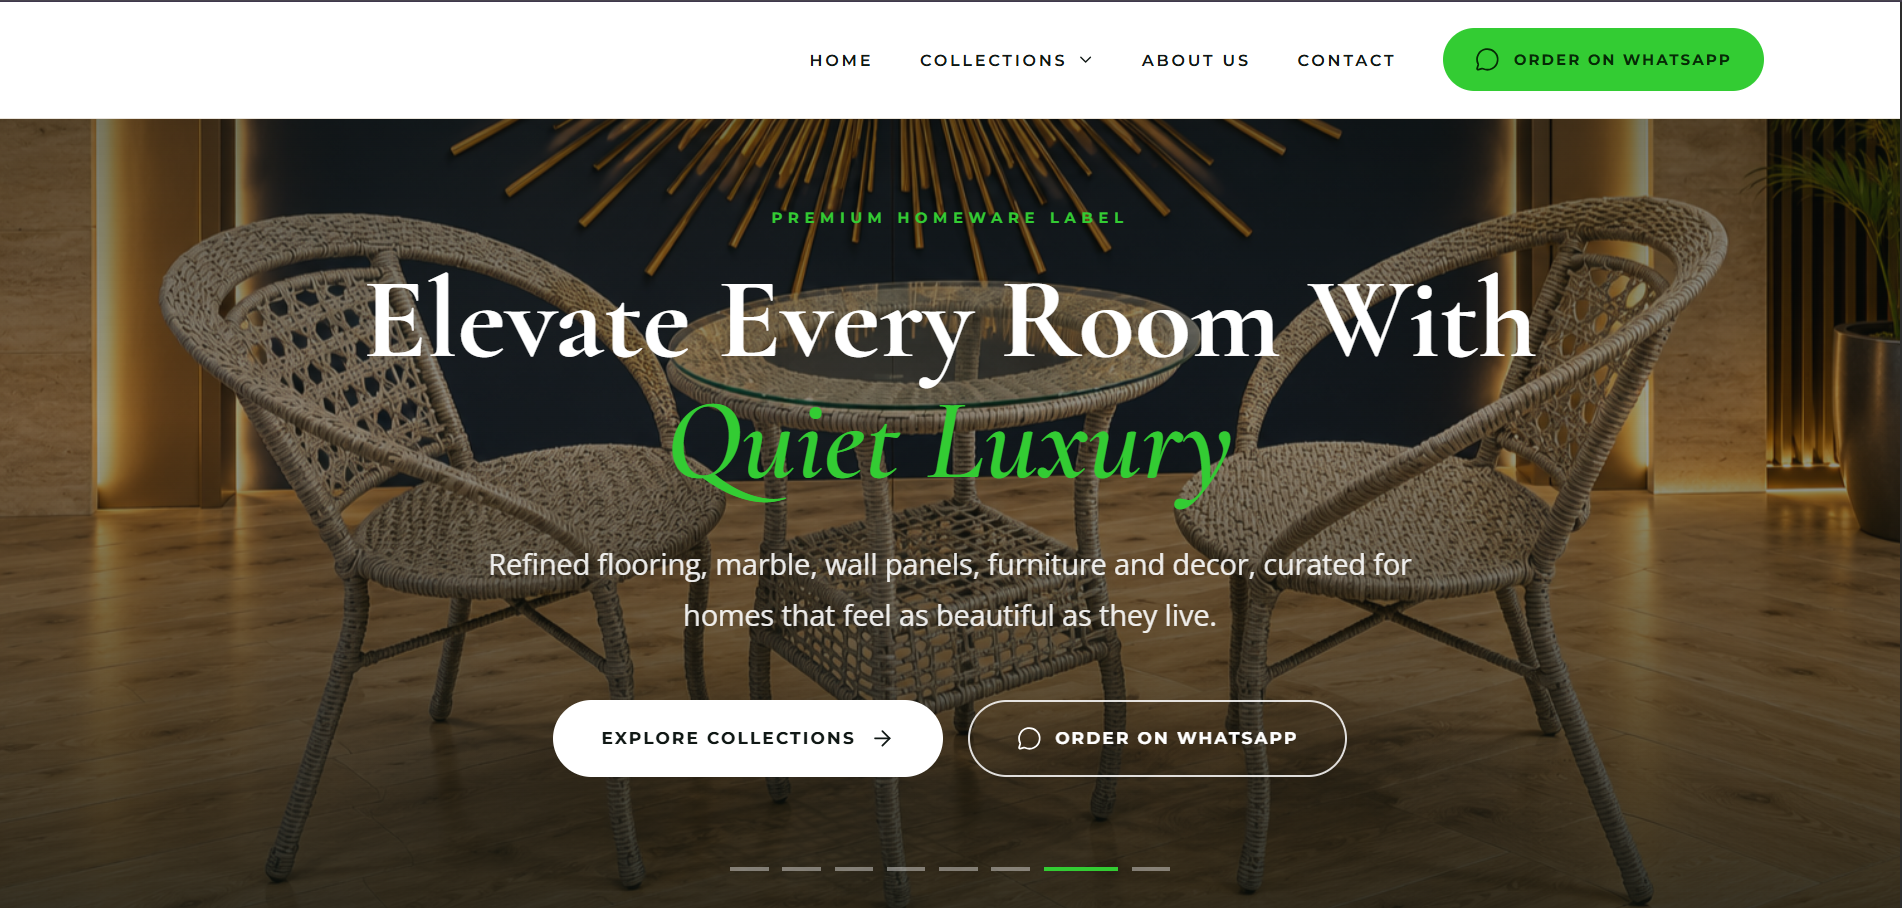 HOME
COLLECTIONS
ABOUT US
CONTACT
ORDER ON WHATSAPP
PREMIUM HOMEWARE LABEL
Elevate Every Room With
Quiet Luxury
Refined flooring, marble, wall panels, furniture and decor, curated for
homes that feel as beautiful as they live.
EXPLORE COLLECTIONS
ORDER ON WHATSAPP